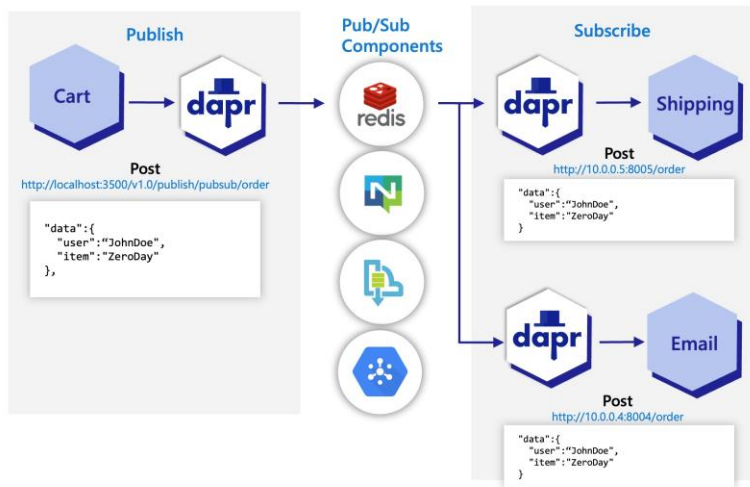 Publish
Cart
dapr
Post
http://localhost:3500/v1.0/publish/pubsub/order
"data":{
"user":“JohnDoe",
"item":"ZeroDay"
},
Pub/Sub
Components
redis
N
Subscribe
dapr
Shipping
Post
http://10.0.0.5:8005/order
"data":{
"user":“JohnDoe",
"item":"ZeroDay"
}
dapr
Email
Post
http://10.0.0.4:8004/order
"data":{
"user":“JohnDoe",
"item":"ZeroDay"
}